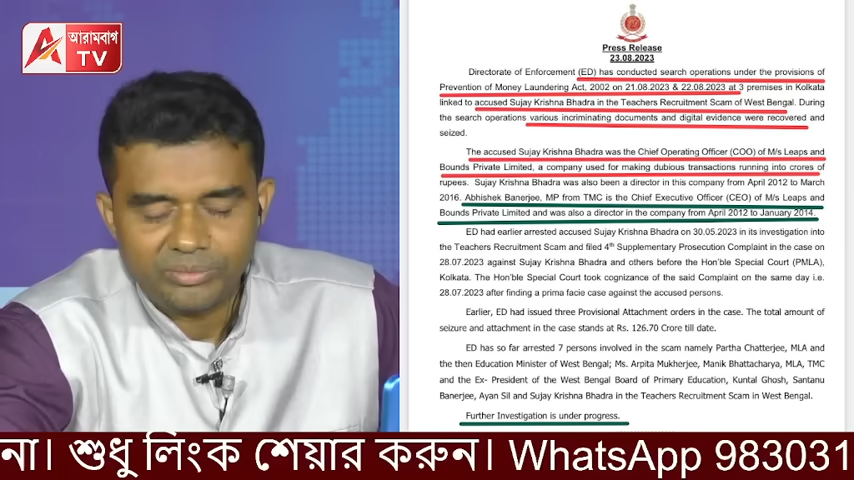 আরামবাগ
TV
Press Release
23.08.2023
Directorate of Enforcement (ED) has conducted search operations under the provisions of
Prevention of Money Laundering Act, 2002 on 21.08.2023 & 22.08.2023 at 3 premises in Kolkata
linked to accused Sujay Krishna Bhadra in the Teachers Recruitment Scam of West Bengal. During
the search operations various incriminating documents and digital evidence were recovered and
seized.
The accused Sujay Krishna Bhadra was the Chief Operating Officer (COO) of M/s Leaps and
Bounds Private Limited, a company used for making dubious transactions running into crores of
rupees. Sujay Krishna Bhadra was also been a director in this company from April 2012 to March
2016. Abhishek Banerjee, MP from TMC is the Chief Executive Officer (CEO) of M/s Leaps and
Bounds Private Limited and was also a director in the company from April 2012 to January 2014.
ED had earlier arrested accused Sujay Krishna Bhadra on 30.05.2023 in its investigation into
the Teachers Recruitment Scam and filed 4th Supplementary Prosecution Complaint in the case on
28.07.2023 against Sujay Krishna Bhadra and others before the Hon'ble Special Court (PMLA),
Kolkata. The Hon'ble Special Court took cognizance of the said Complaint on the same day i.e.
28.07.2023 after finding a prima facie case against the accused persons.
Earlier, ED had issued three Provisional Attachment orders in the case. The total amount of
seizure and attachment in the case stands at Rs. 126.70 Crore till date.
ED has so far arrested 7 persons involved in the scam namely Partha Chatterjee, MLA and
the then Education Minister of West Bengal; Ms. Arpita Mukherjee, Manik Bhattacharya, MLA, TMC
and the Ex- President of the West Bengal Board of Primary Education, Kuntal Ghosh, Santanu
Banerjee, Ayan Sil and Sujay Krishna Bhadra in the Teachers Recruitment Scam in West Bengal.
Further Investigation is under progress.
না। শুধু লিংক শেয়ার করুন। WhatsApp 983031